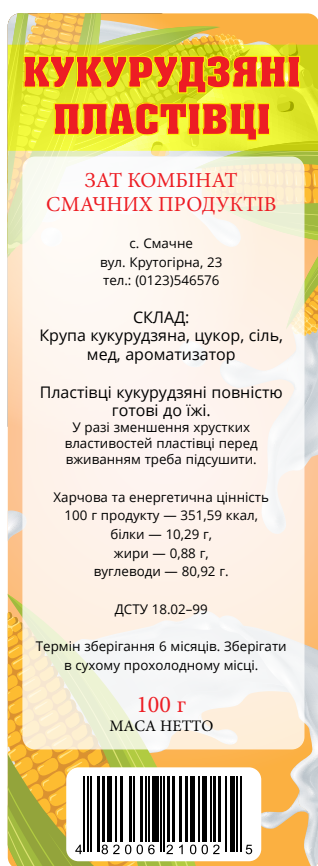 КУКУРУДЗЯНІ
ПЛАСТІВЦІ
ЗАТ КОМБІНАТ
СМАЧНИХ ПРОДУКТІВ
с. Смачне
вул. Крутогірна, 23
тел.: (0123)546576
СКЛАД:
Крупа кукурудзяна, цукор, сіль,
мед, ароматизатор
Пластівці кукурудзяні повністю
готові до їжі.
У разі зменшення хрустких
властивостей пластівці перед
вживанням треба підсушити.
Харчова та енергетична цінність
100 г продукту — 351,59 ккал,
білки — 10,29 г,
жири — 0,88 г,
вуглеводи — 80,92 г.
ДСТУ 18.02–99
Термін зберігання 6 місяців. Зберігати
в сухому прохолодному місці.
100 г
МАСА НЕТТО
4 82006 21002 5